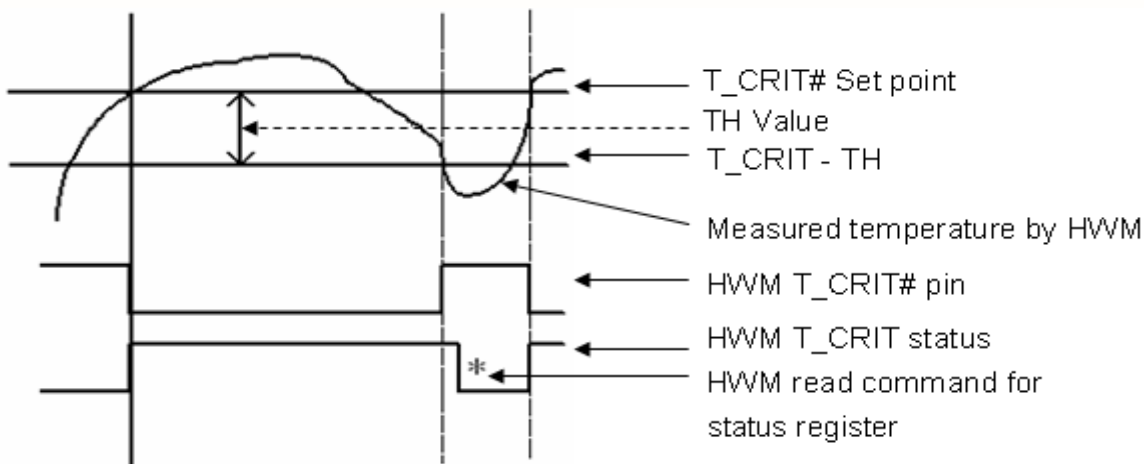 T_CRIT# Set point
TH Value
T_CRIT - TH
Measured temperature by HWM
HWM T_CRIT# pin
HWM T_CRIT status
*
HWM read command for
status register